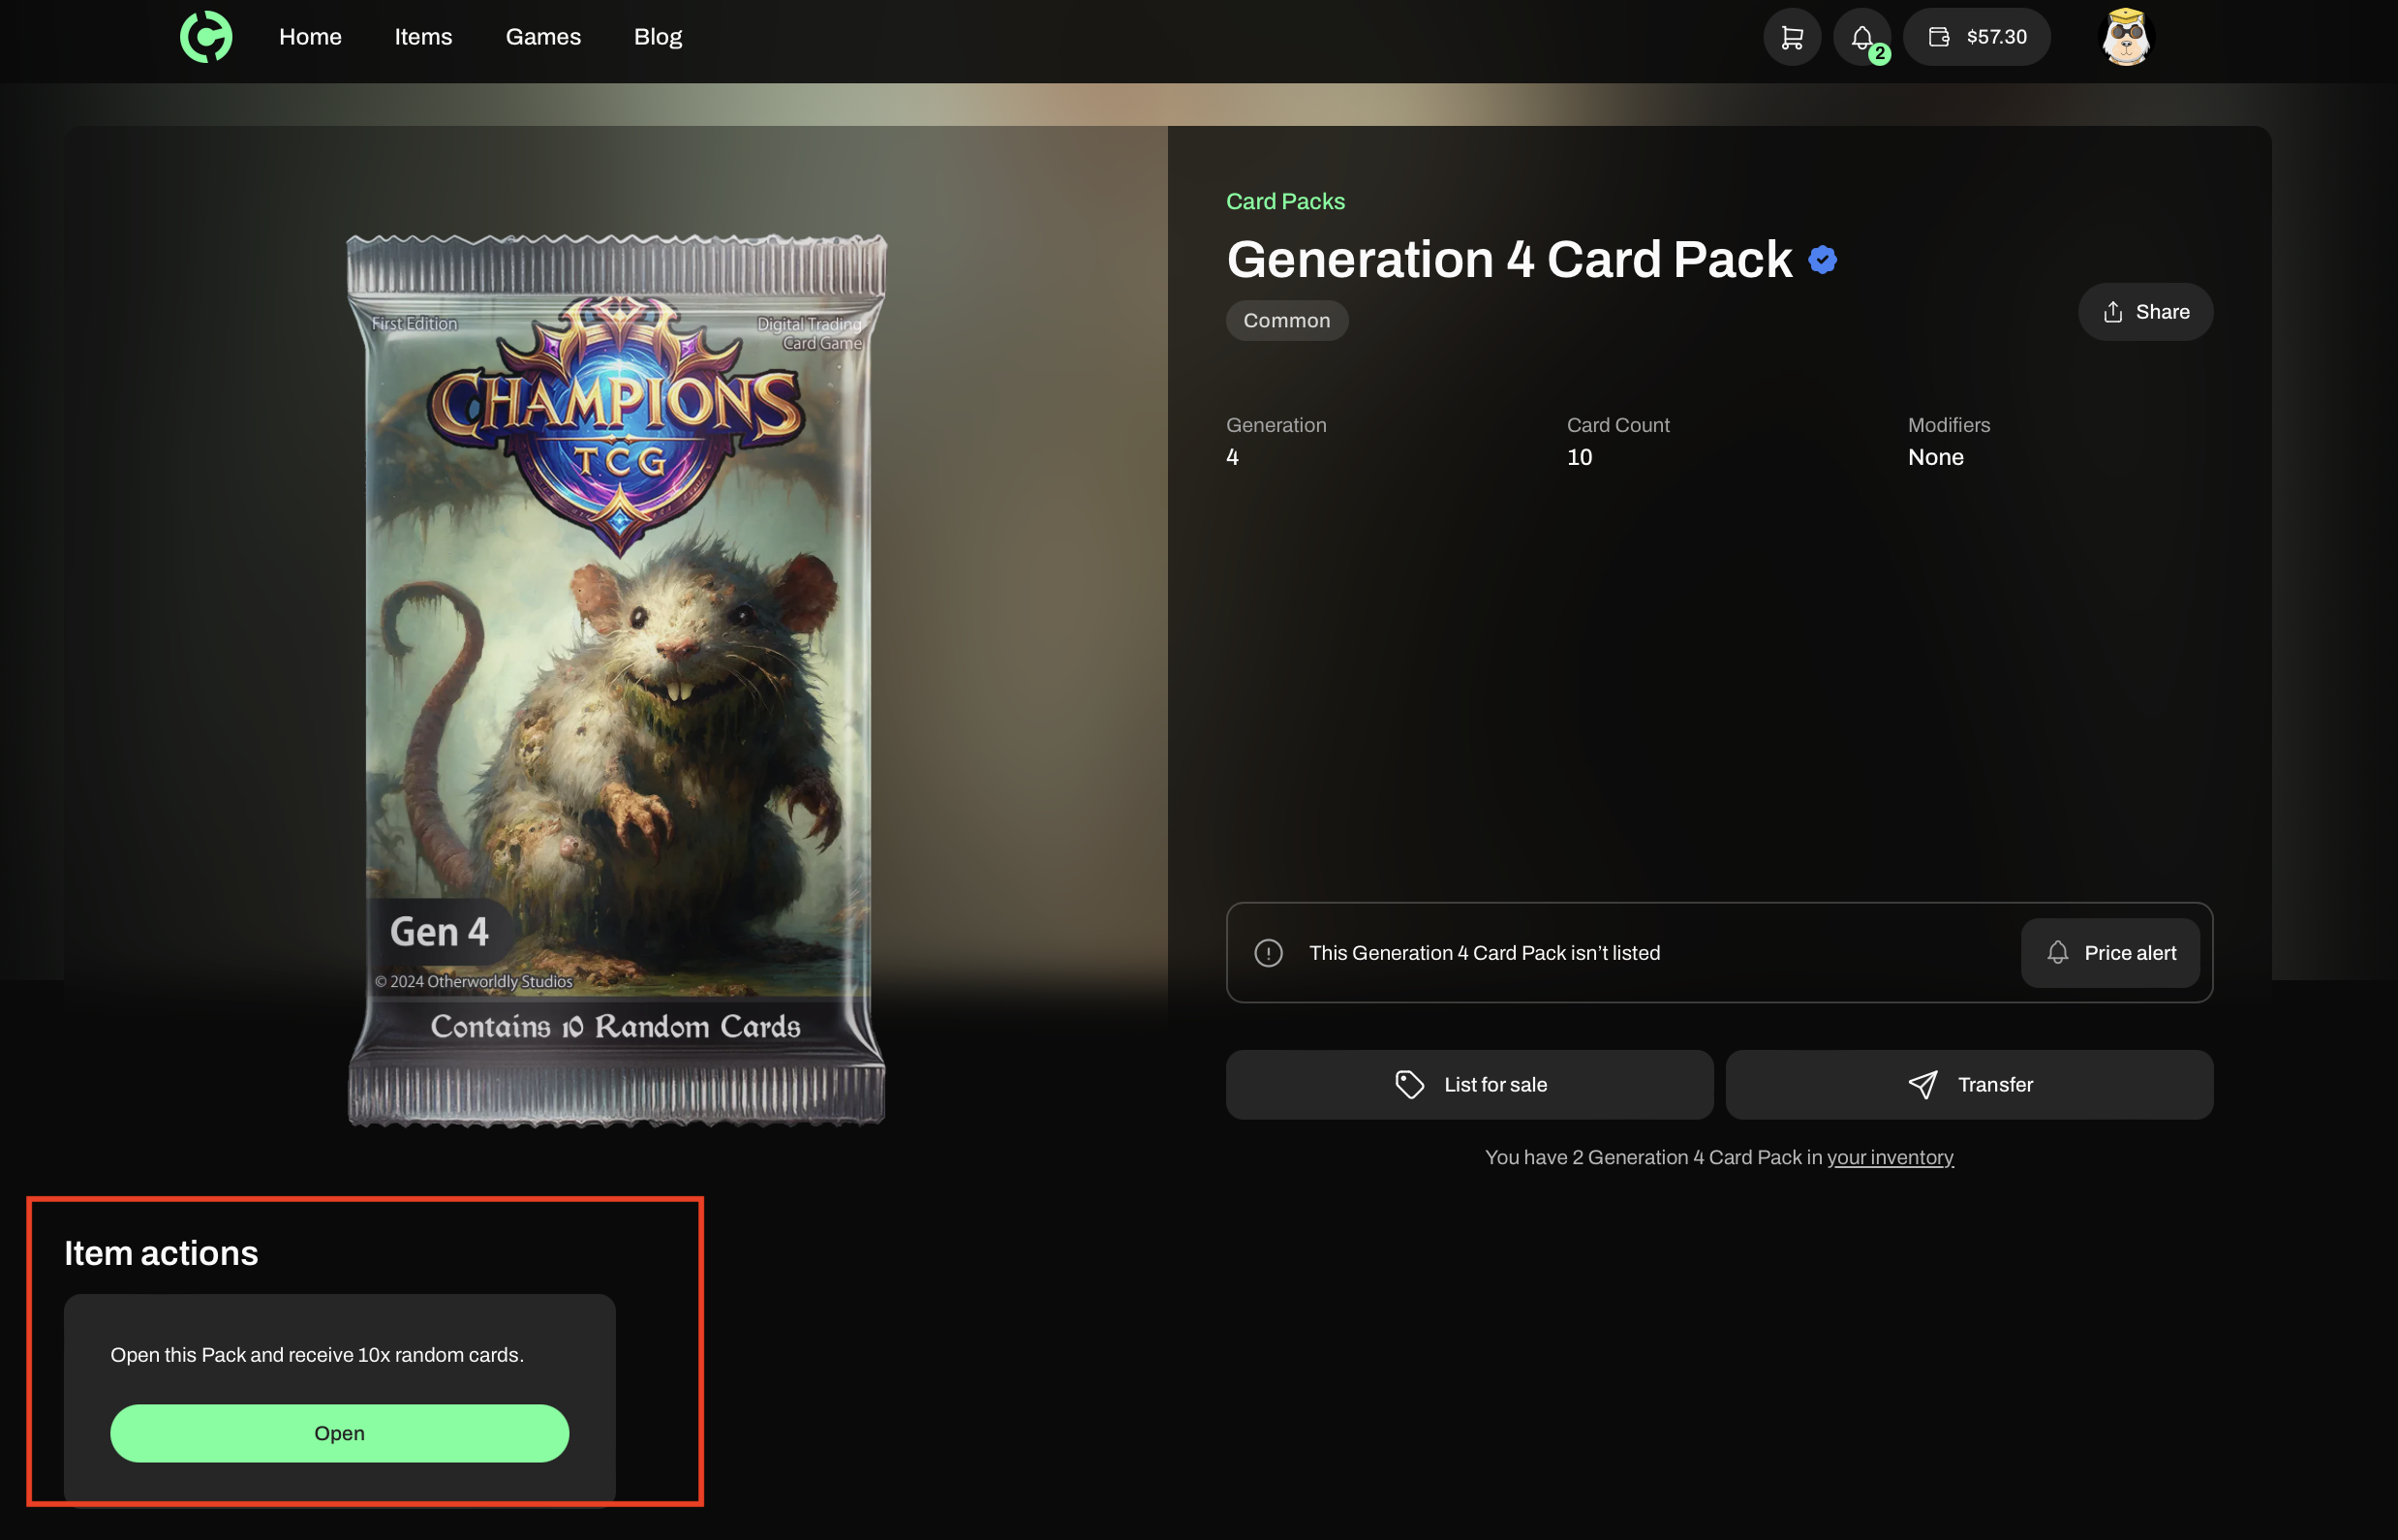 Home Items Games Blog
2
$57.30
First Edition
Digital Trading
Card Game
CHAMPIONS
TCG
Gen 4
© 2024 Otherworldly Studios
Contains 10 Random Cards
Card Packs
Generation 4 Card Pack
Common
Share
Generation Card Count Modifiers
4 10 None
This Generation 4 Card Pack isn’t listed
Price alert
List for sale Transfer
You have 2 Generation 4 Card Pack in your inventory
Item actions
Open this Pack and receive 10x random cards.
Open